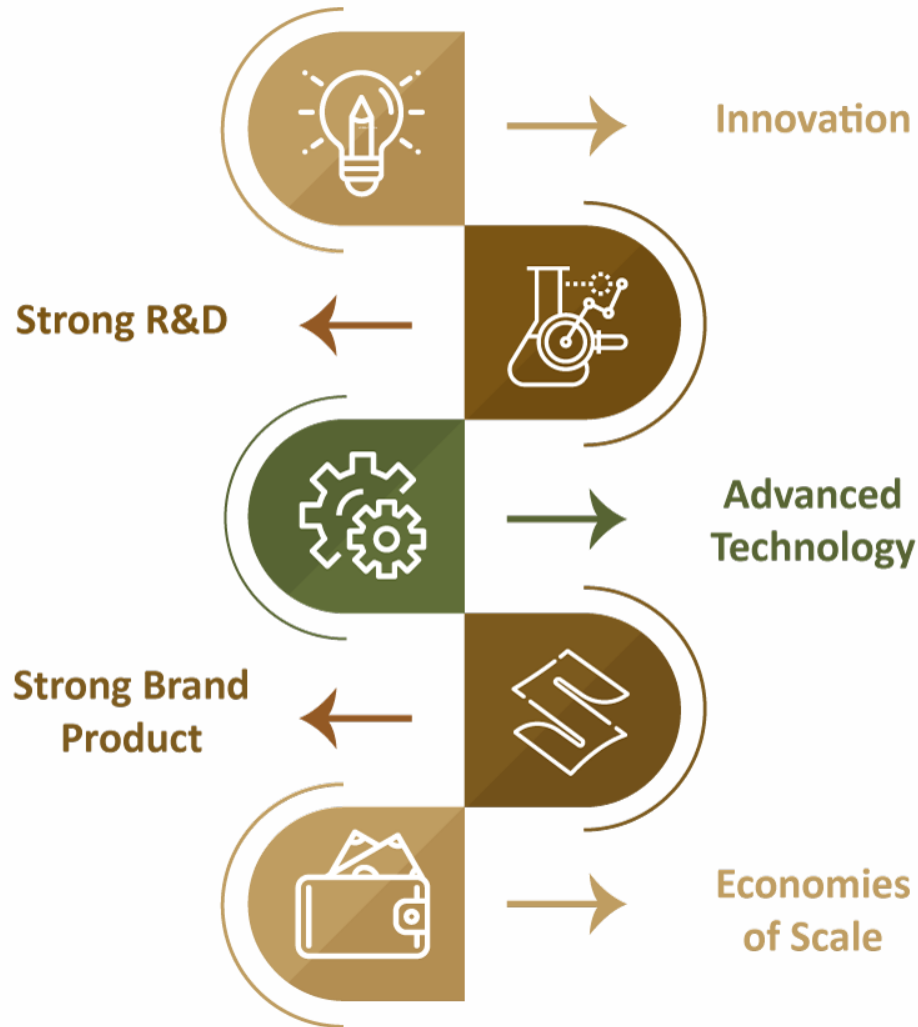 Innovation
Strong R&D
Advanced
Technology
Strong Brand
Product
Economies
of Scale